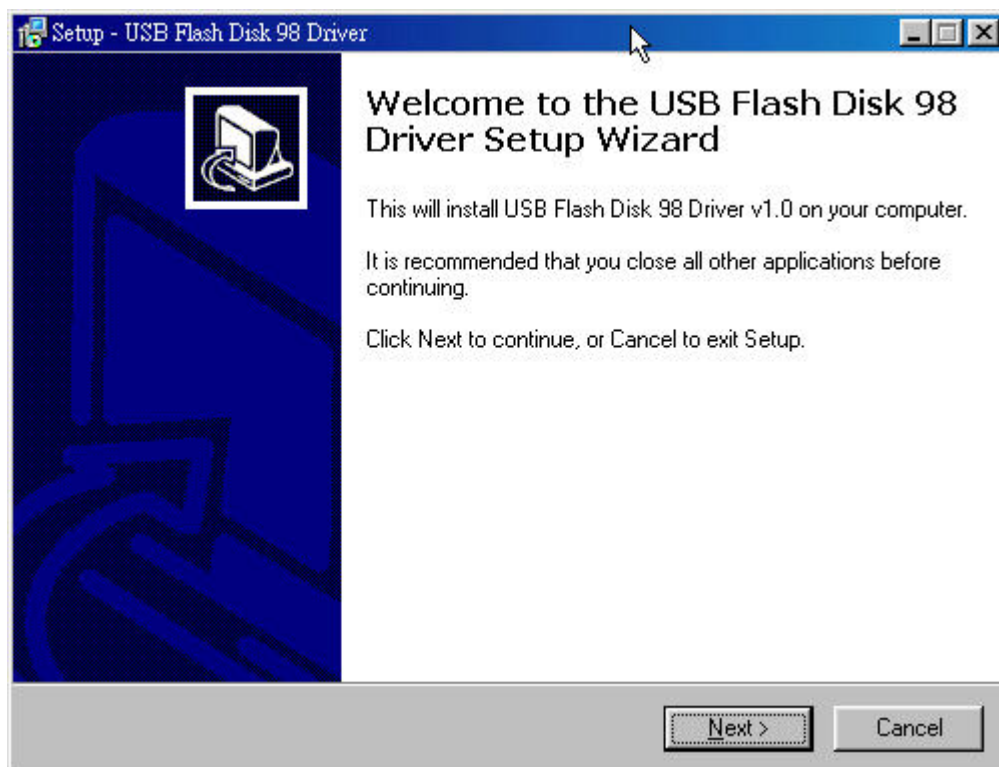 Setup - USB Flash Disk 98 Driver
Welcome to the USB Flash Disk 98
Driver Setup Wizard
This will install USB Flash Disk 98 Driver v1.0 on your computer.
It is recommended that you close all other applications before
continuing.
Click Next to continue, or Cancel to exit Setup.
Next >
Cancel